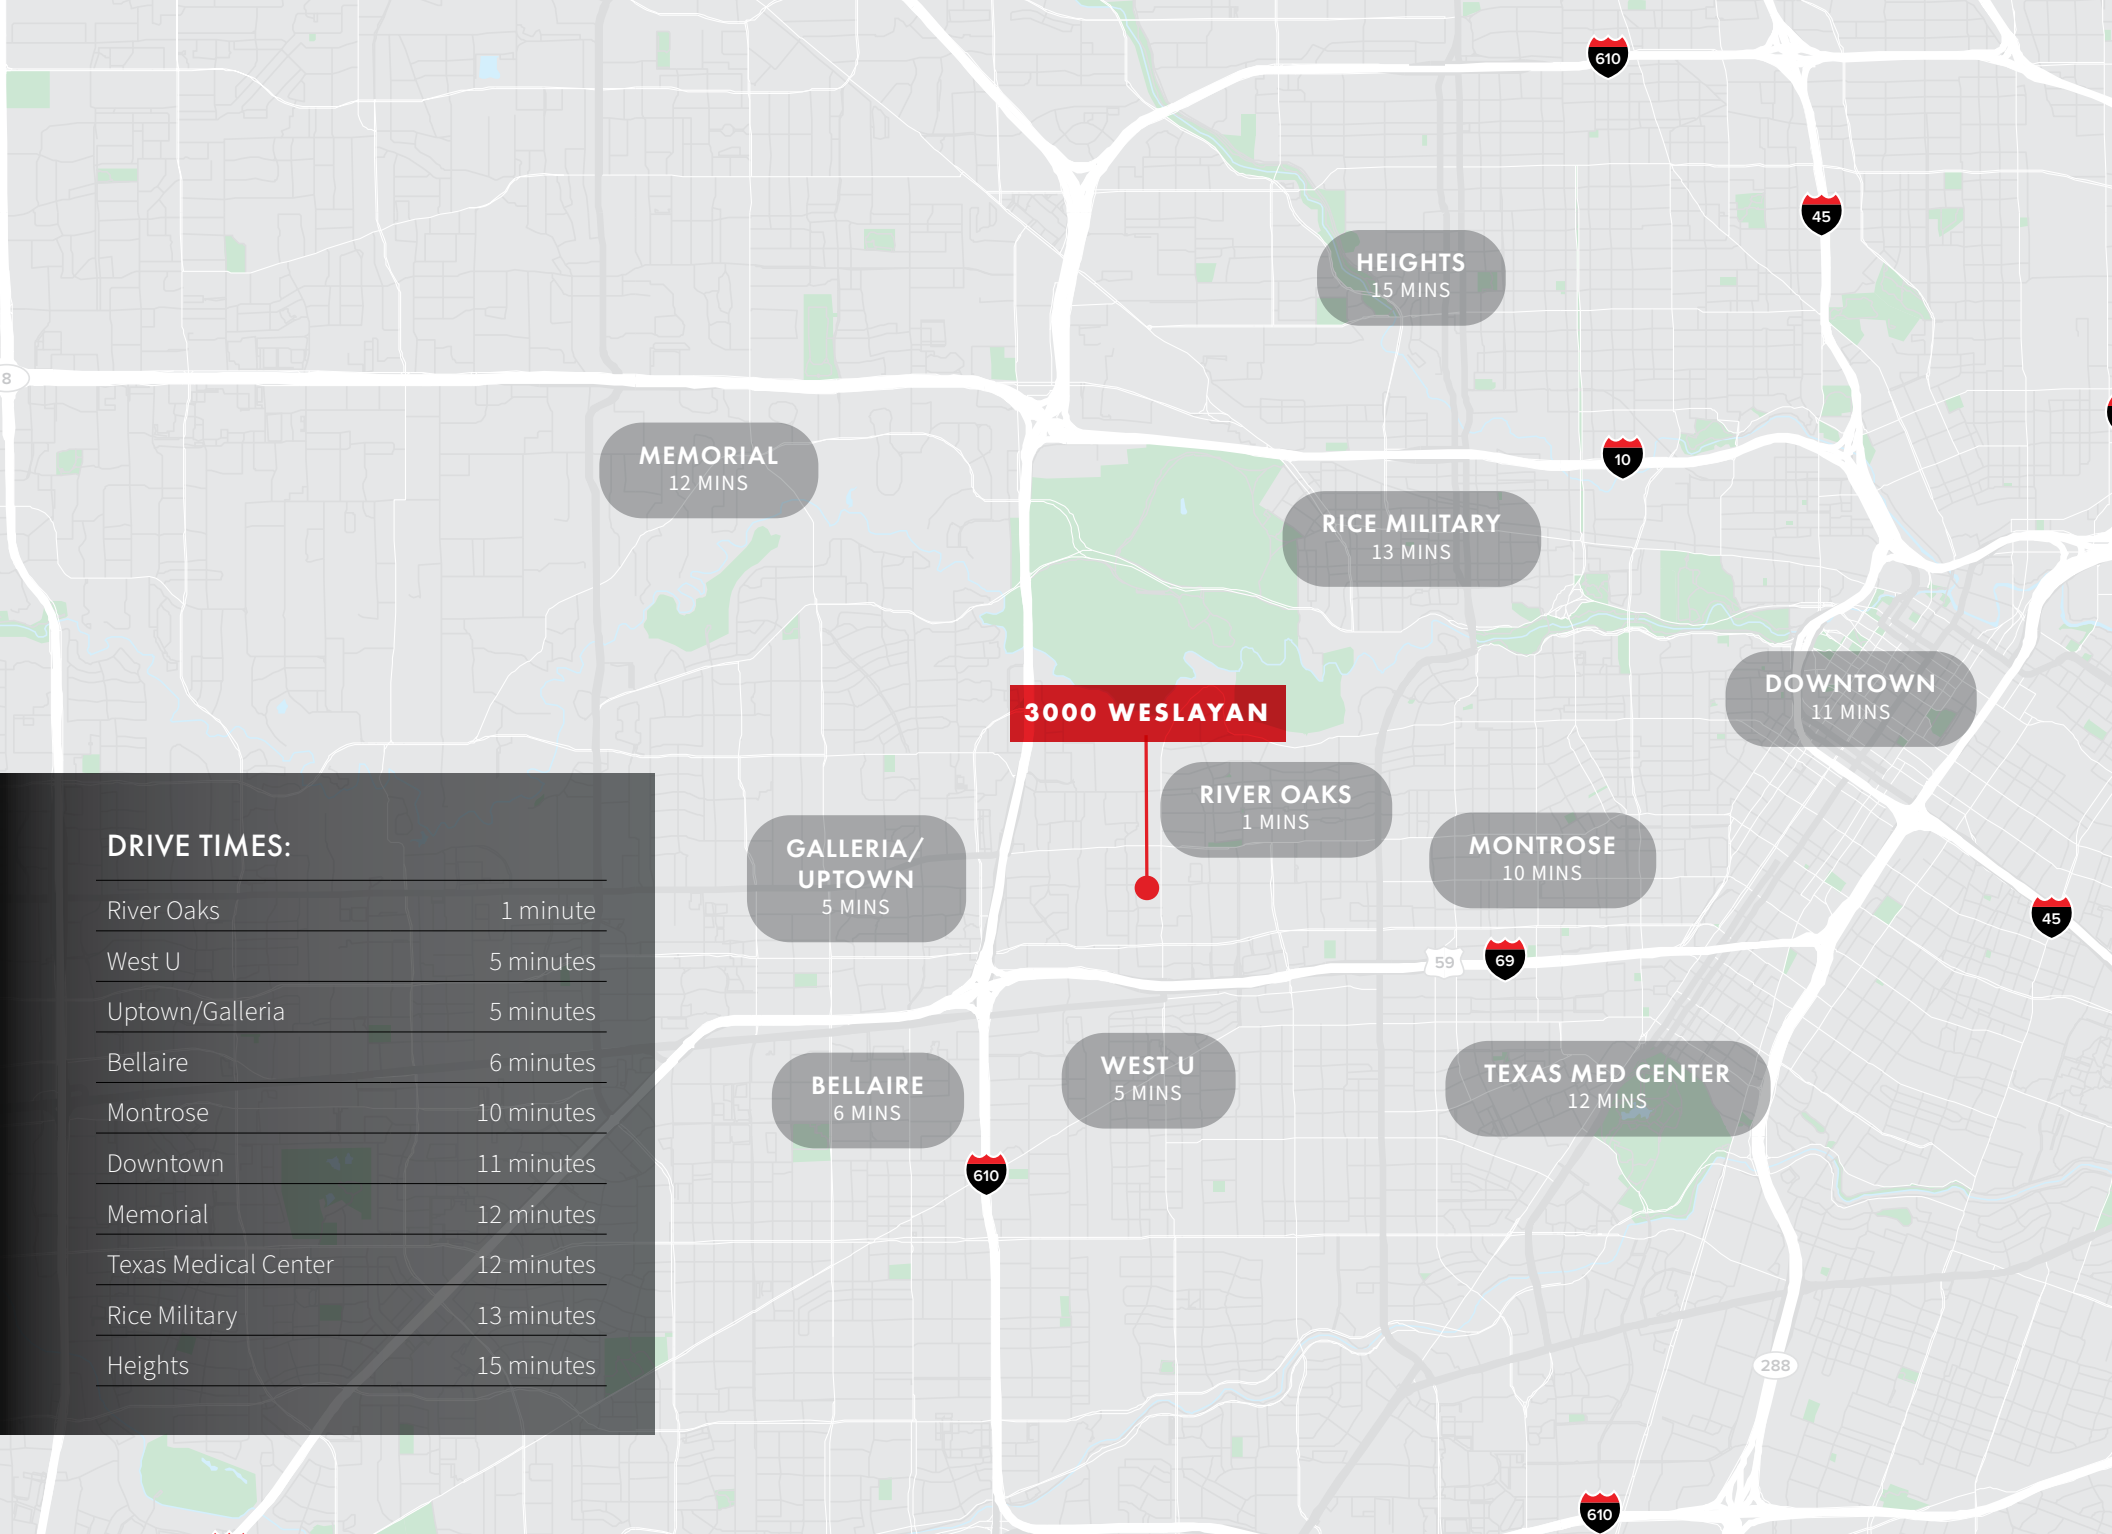 610
45
HEIGHTS
15 MINS
8
MEMORIAL
12 MINS
10
RICE MILITARY
13 MINS
DOWNTOWN
11 MINS
3000 WESLAYAN
RIVER OAKS
1 MINS
GALLERIA/
UPTOWN
5 MINS
MONTROSE
10 MINS
45
59
69
WEST U
5 MINS
BELLAIRE
6 MINS
TEXAS MED CENTER
12 MINS
610
288
610
DRIVE TIMES:
River Oaks 1 minute
West U 5 minutes
Uptown/Galleria 5 minutes
Bellaire 6 minutes
Montrose 10 minutes
Downtown 11 minutes
Memorial 12 minutes
Texas Medical Center 12 minutes
Rice Military 13 minutes
Heights 15 minutes